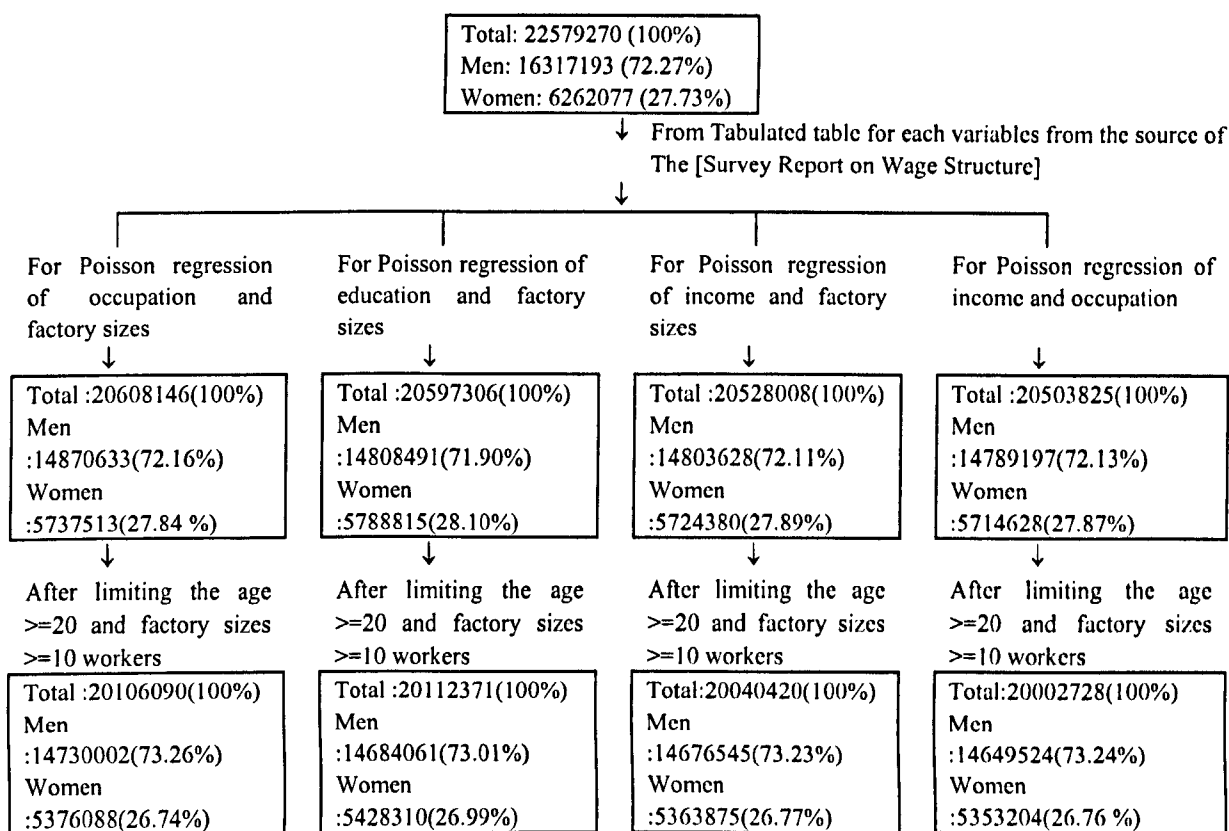 Total: 22579270 (100%)
Men: 16317193 (72.27%)
Women: 6262077 (27.73%)
From Tabulated table for each variables from the source of
The [Survey Report on Wage Structure]
For Poisson regression
of occupation and
factory sizes
For Poisson regression of
education and factory
sizes
For Poisson regression
of income and factory
sizes
For Poisson regression of
income and occupation
Total :20608146(100%)
Men
:14870633(72.16%)
Women
:5737513(27.84 %)
Total :20597306(100%)
Men
:14808491(71.90%)
Women
:5788815(28.10%)
Total :20528008(100%)
Men
:14803628(72.11%)
Women
:5724380(27.89%)
Total :20503825(100%)
Men
:14789197(72.13%)
Women
:5714628(27.87%)
After limiting the age
>=20 and factory sizes
>=10 workers
After limiting the age
>=20 and factory sizes
>=10 workers
After limiting the age
>=20 and factory sizes
>=10 workers
After limiting the age
>=20 and factory sizes
>=10 workers
Total :20106090(100%)
Men
:14730002(73.26%)
Women
:5376088(26.74%)
Total :20112371(100%)
Men
:14684061(73.01%)
Women
:5428310(26.99%)
Total:20040420(100%)
Men
:14676545(73.23%)
Women
:5363875(26.77%)
Total:20002728(100%)
Men
:14649524(73.24%)
Women
:5353204(26.76 %)